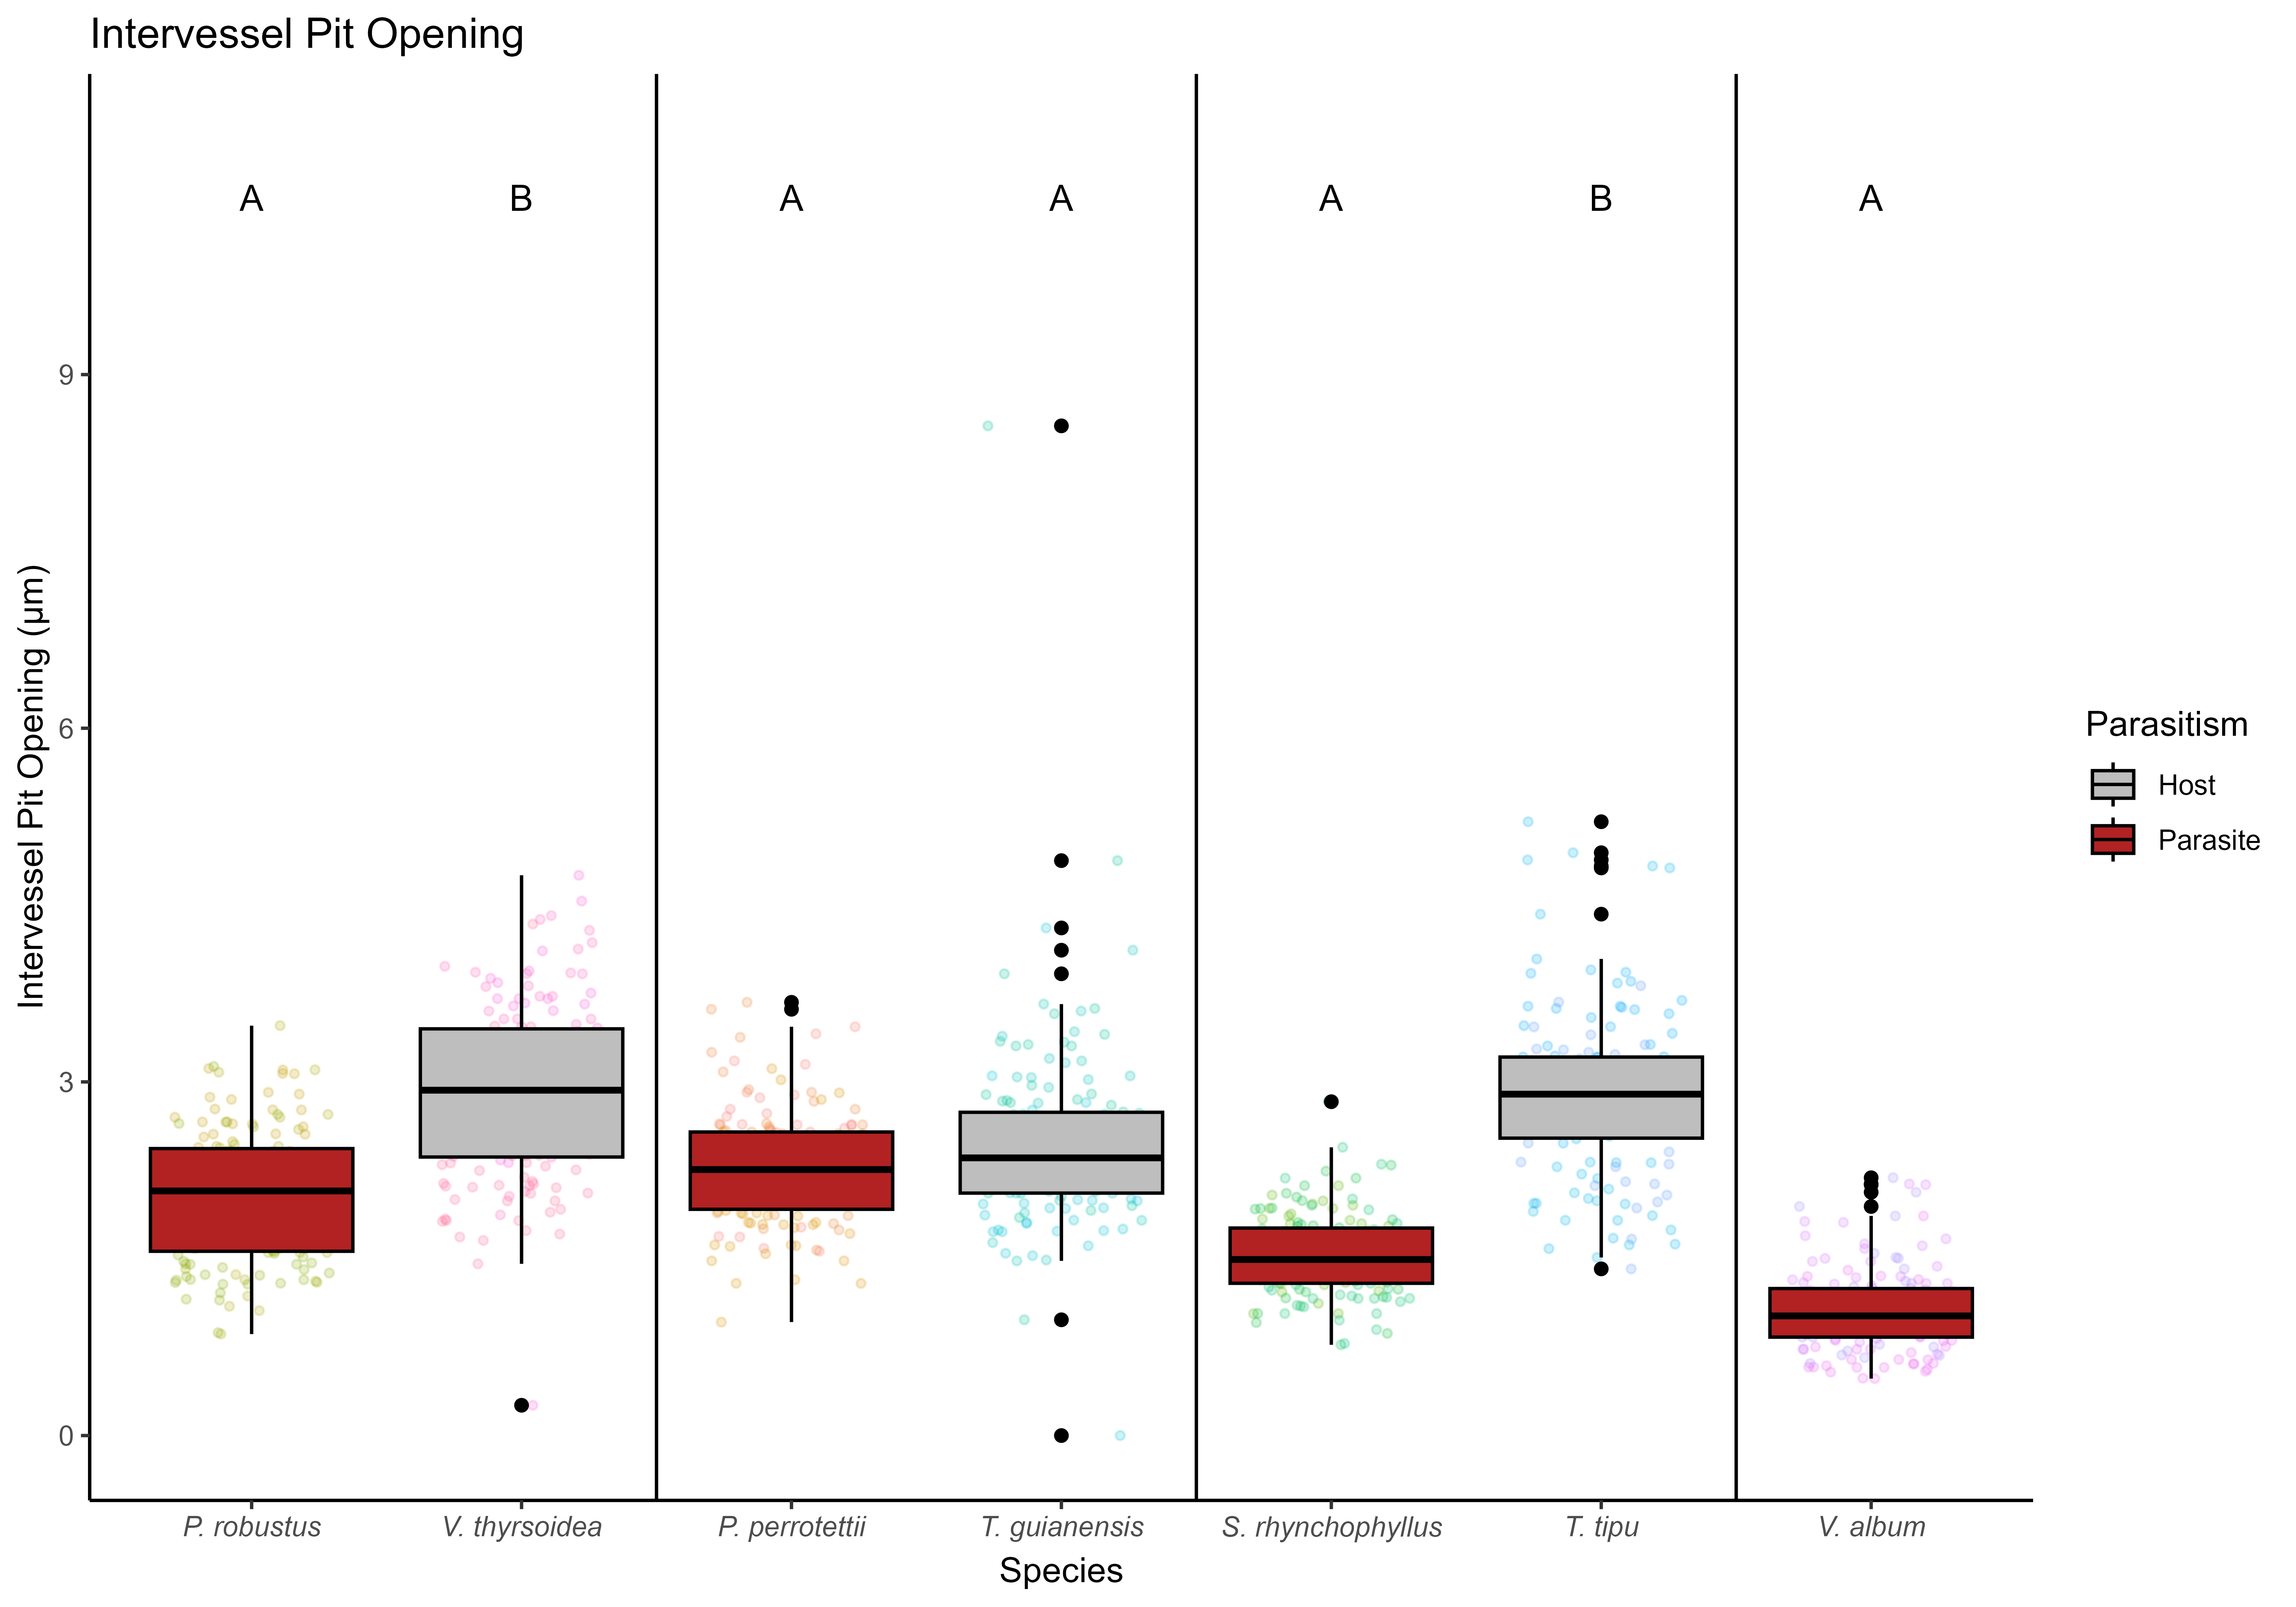 Intervessel Pit Opening
A B A A A B A
Intervessel Pit Opening (µm)
9
6
3
0
P. robustus V. thyrsoidea P. perrotettii T. guianensis S. rhynchophyllus T. tipu V. album
Species
Parasitism
Host
Parasite